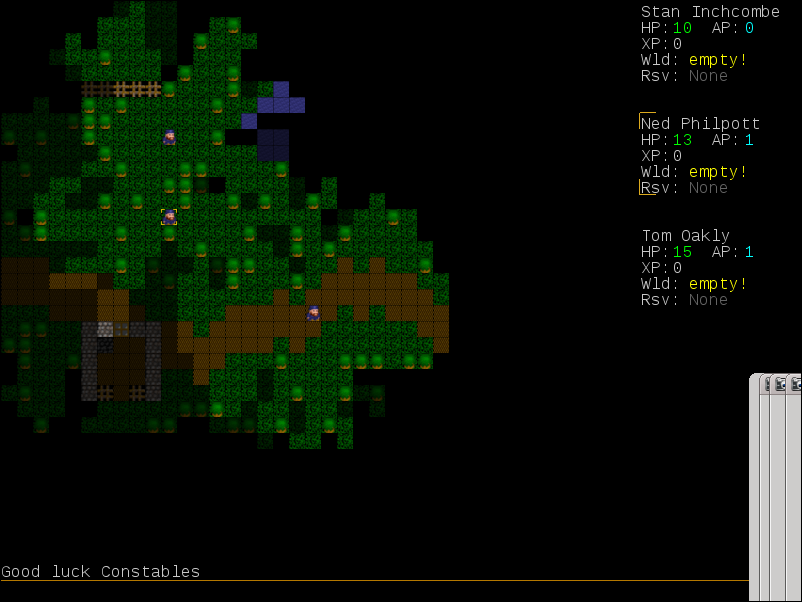 Stan Inchcombe
HP:10 AP:0
XP:0
Wld: empty!
Rsv: None
Ned Philpott
HP:13 AP:1
XP:0
Wld: empty!
Rsv: None
Tom Oakly
HP:15 AP:1
XP:0
Wld: empty!
Rsv: None
Good luck Constables